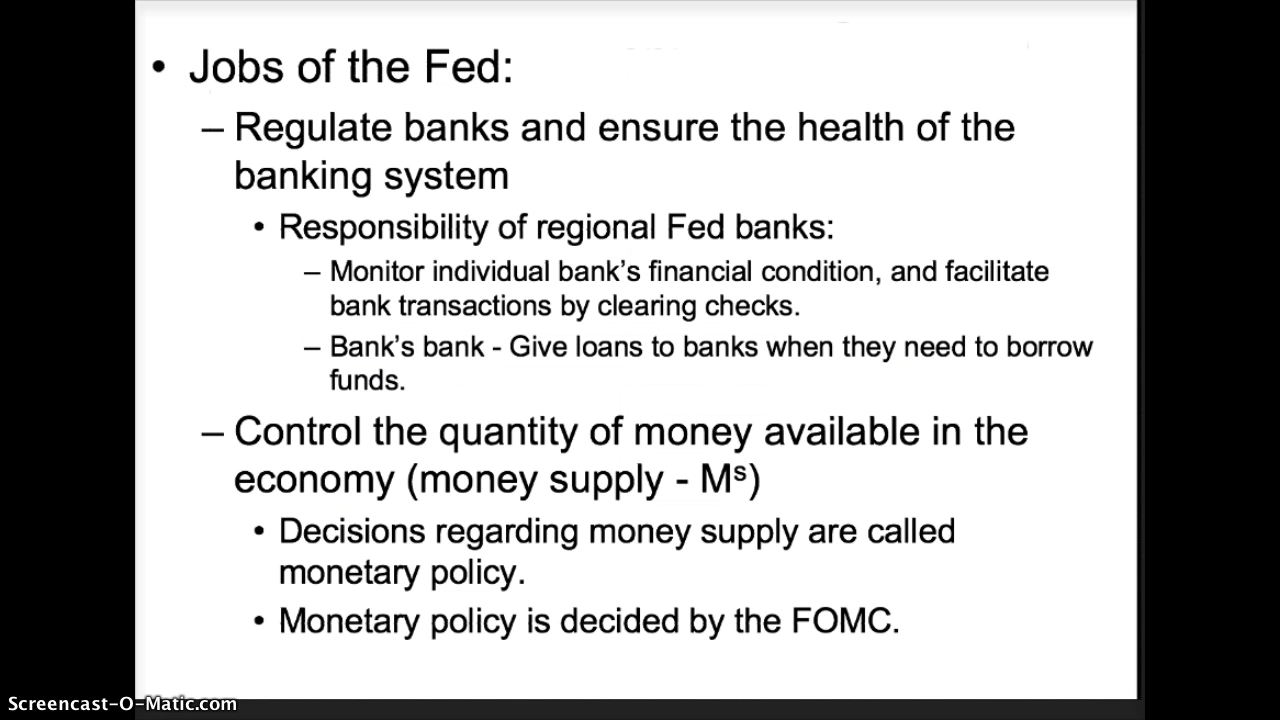 • Jobs of the Fed:
– Regulate banks and ensure the health of the
banking system
• Responsibility of regional Fed banks:
– Monitor individual bank’s financial condition, and facilitate
bank transactions by clearing checks.
– Bank’s bank - Give loans to banks when they need to borrow
funds.
– Control the quantity of money available in the
economy (money supply - Mˢ)
• Decisions regarding money supply are called
monetary policy.
• Monetary policy is decided by the FOMC.
Screencast-O-Matic.com